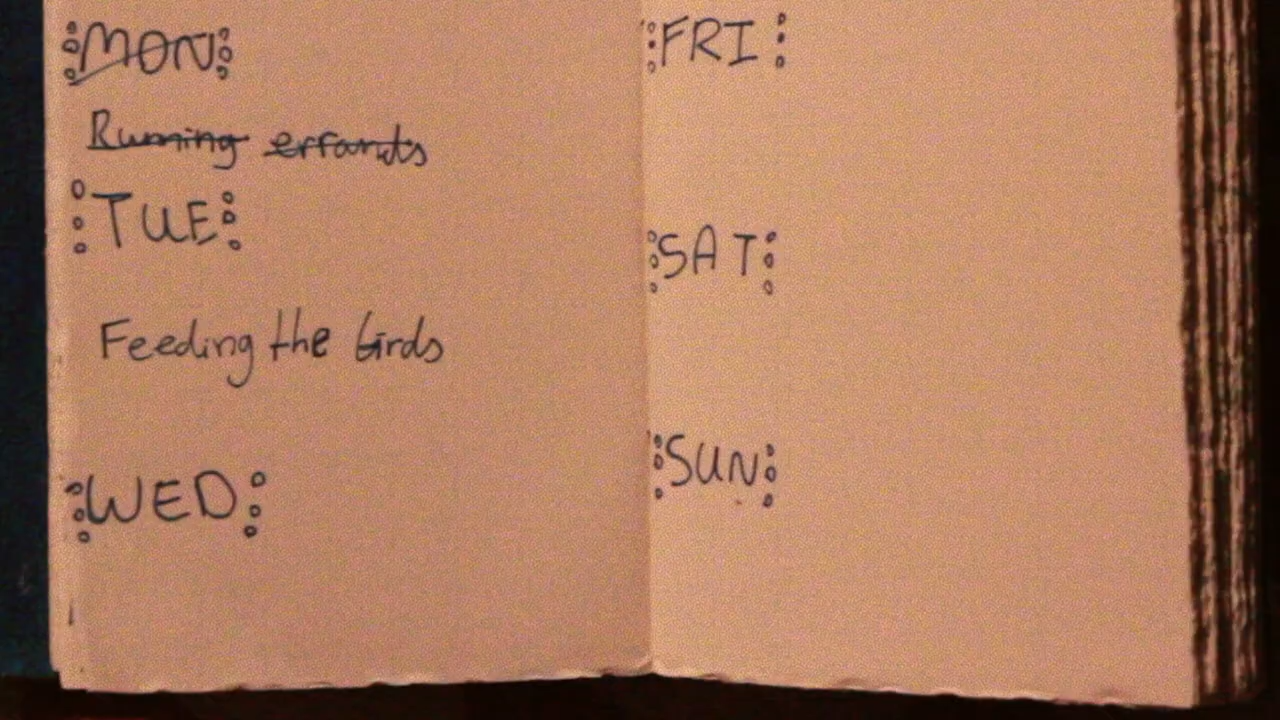 MON
Running errands
TUE
Feeding the birds
WED
FRI
SAT
SUN